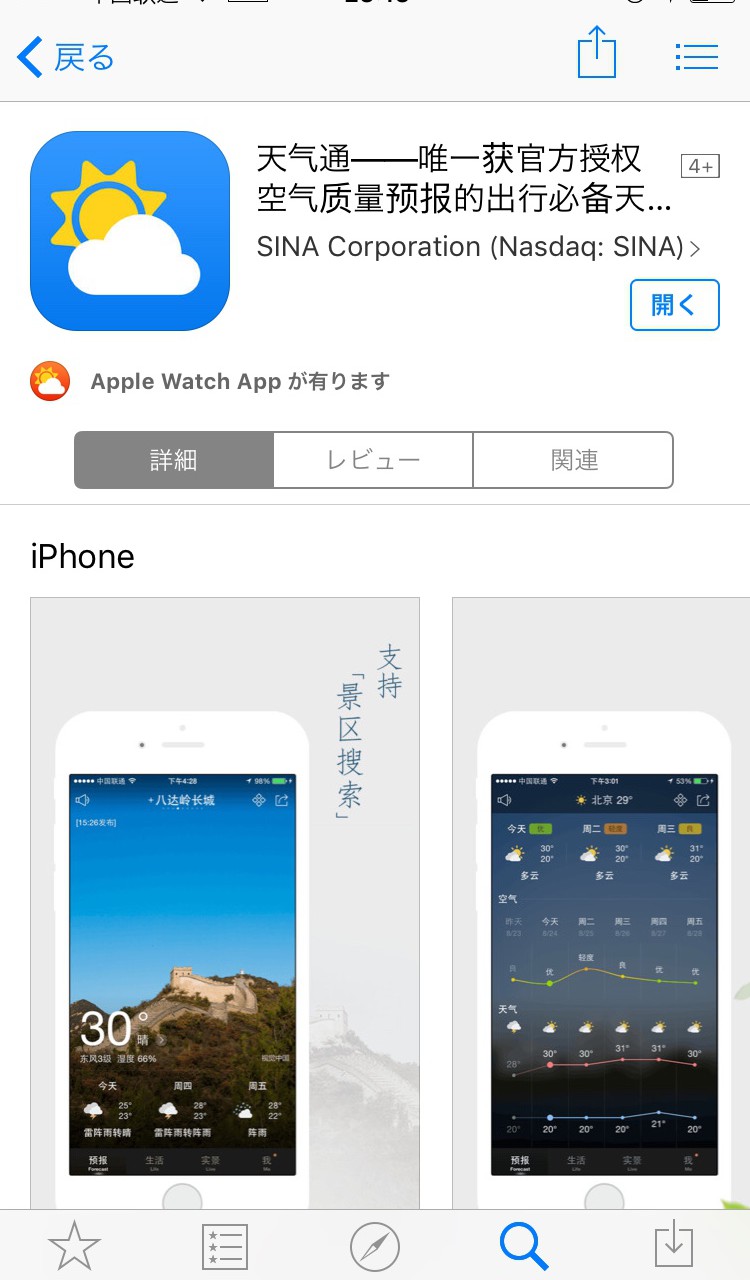 戻る
天气通——唯一获官方授权
空气质量预报的出行必备天...
4+
SINA Corporation (Nasdaq: SINA)
開く
Apple Watch App が有ります
詳細
レビュー
関連
iPhone
支持
「景区搜索」
中国联通
下午4:28
98%
八达岭长城
[15:26发布]
30°
晴
东风3级 湿度 66%
视觉中国
今天 周四 周五
25° 28° 28°
23° 23° 22°
雷阵雨转晴 雷阵雨转阵雨 阵雨
预报 生活 实景 我
Forecast Life Live Me
中国联通
下午3:01
53%
北京 29°
今天 优 周二 轻度 周三 良
30° 30° 31°
20° 20° 20°
多云 多云 多云
空气
昨天 今天 周二 周三 周四 周五
8/23 8/24 8/25 8/26 8/27 8/28
良 优 轻度 良 优 优
天气
28° 30° 30° 31° 31° 30°
20° 20° 20° 20° 21° 20°
预报 生活 实景 我
Forecast Life Live Me